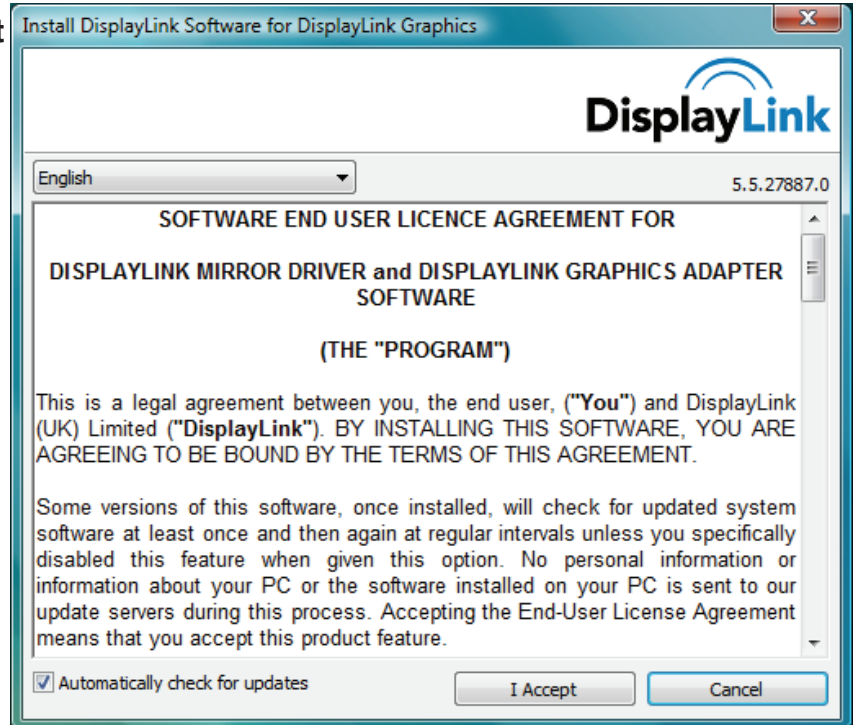 t
Install DisplayLink Software for DisplayLink Graphics
DisplayLink
English
5.5.27887.0
SOFTWARE END USER LICENCE AGREEMENT FOR
DISPLAYLINK MIRROR DRIVER and DISPLAYLINK GRAPHICS ADAPTER
SOFTWARE
(THE "PROGRAM")
This is a legal agreement between you, the end user, ("You") and DisplayLink
(UK) Limited ("DisplayLink"). BY INSTALLING THIS SOFTWARE, YOU ARE
AGREEING TO BE BOUND BY THE TERMS OF THIS AGREEMENT.
Some versions of this software, once installed, will check for updated system
software at least once and then again at regular intervals unless you specifically
disabled this feature when given this option. No personal information or
information about your PC or the software installed on your PC is sent to our
update servers during this process. Accepting the End-User License Agreement
means that you accept this product feature.
Automatically check for updates
I Accept
Cancel